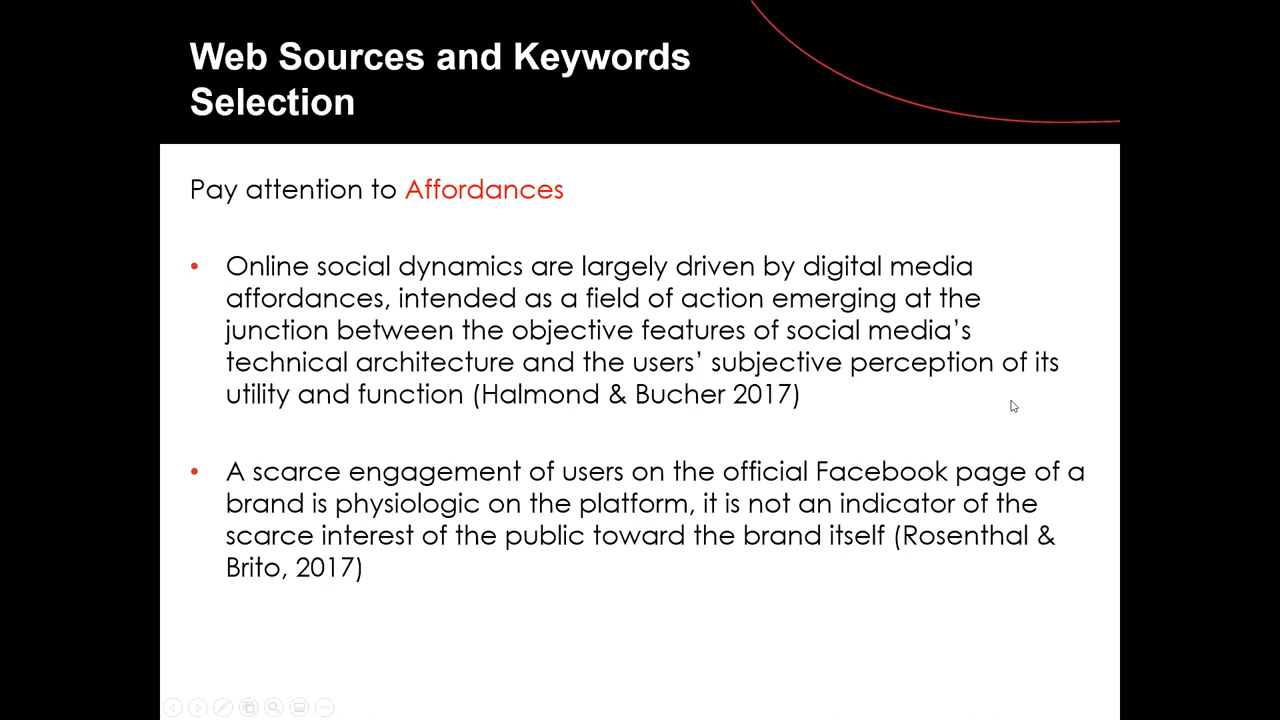 Web Sources and Keywords
Selection
Pay attention to Affordances
• Online social dynamics are largely driven by digital media
affordances, intended as a field of action emerging at the
junction between the objective features of social media’s
technical architecture and the users’ subjective perception of its
utility and function (Halmond & Bucher 2017)
• A scarce engagement of users on the official Facebook page of a
brand is physiologic on the platform, it is not an indicator of the
scarce interest of the public toward the brand itself (Rosenthal &
Brito, 2017)